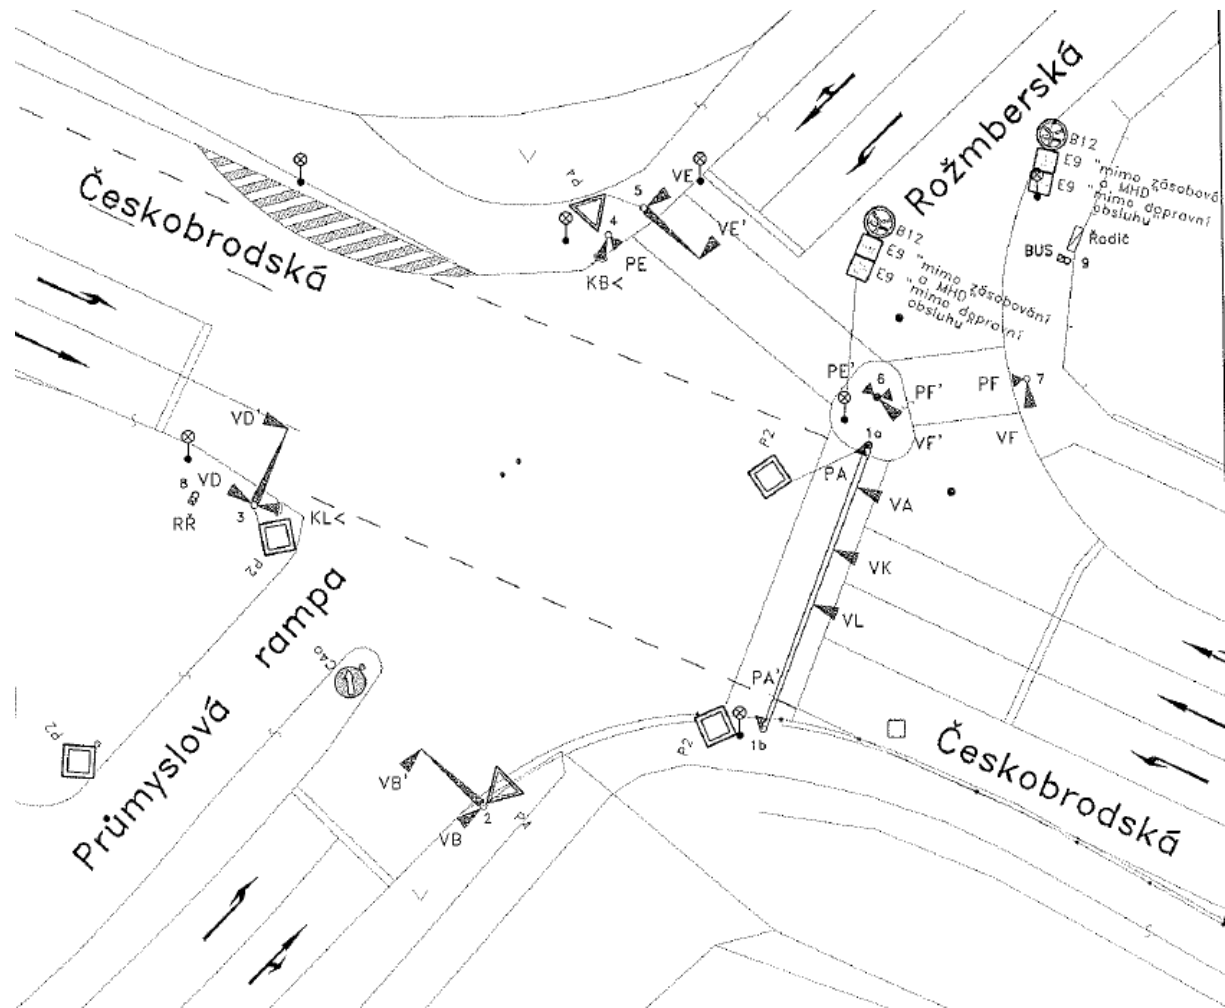 Rožmberská
B12
E9 "mimo zásobová
a MHD"
E9 "mimo dopravní
obsluhu"
Řadič
BUS
9
B12
E9 "mimo zásobování
a MHD"
E9 "mimo dopravní
obsluhu"
Českobrodská
P4
5
VE
4
VE'
PE
KB<
PE'
6
PF'
PF
7
VF'
VF
P2
1a
PA
VA
VK
VL
VD'
8
VD
RŘ
3
KL<
P2
Průmyslová rampa
C4a
P2
PA'
P2
1b
VB'
VB
2
P4
Českobrodská